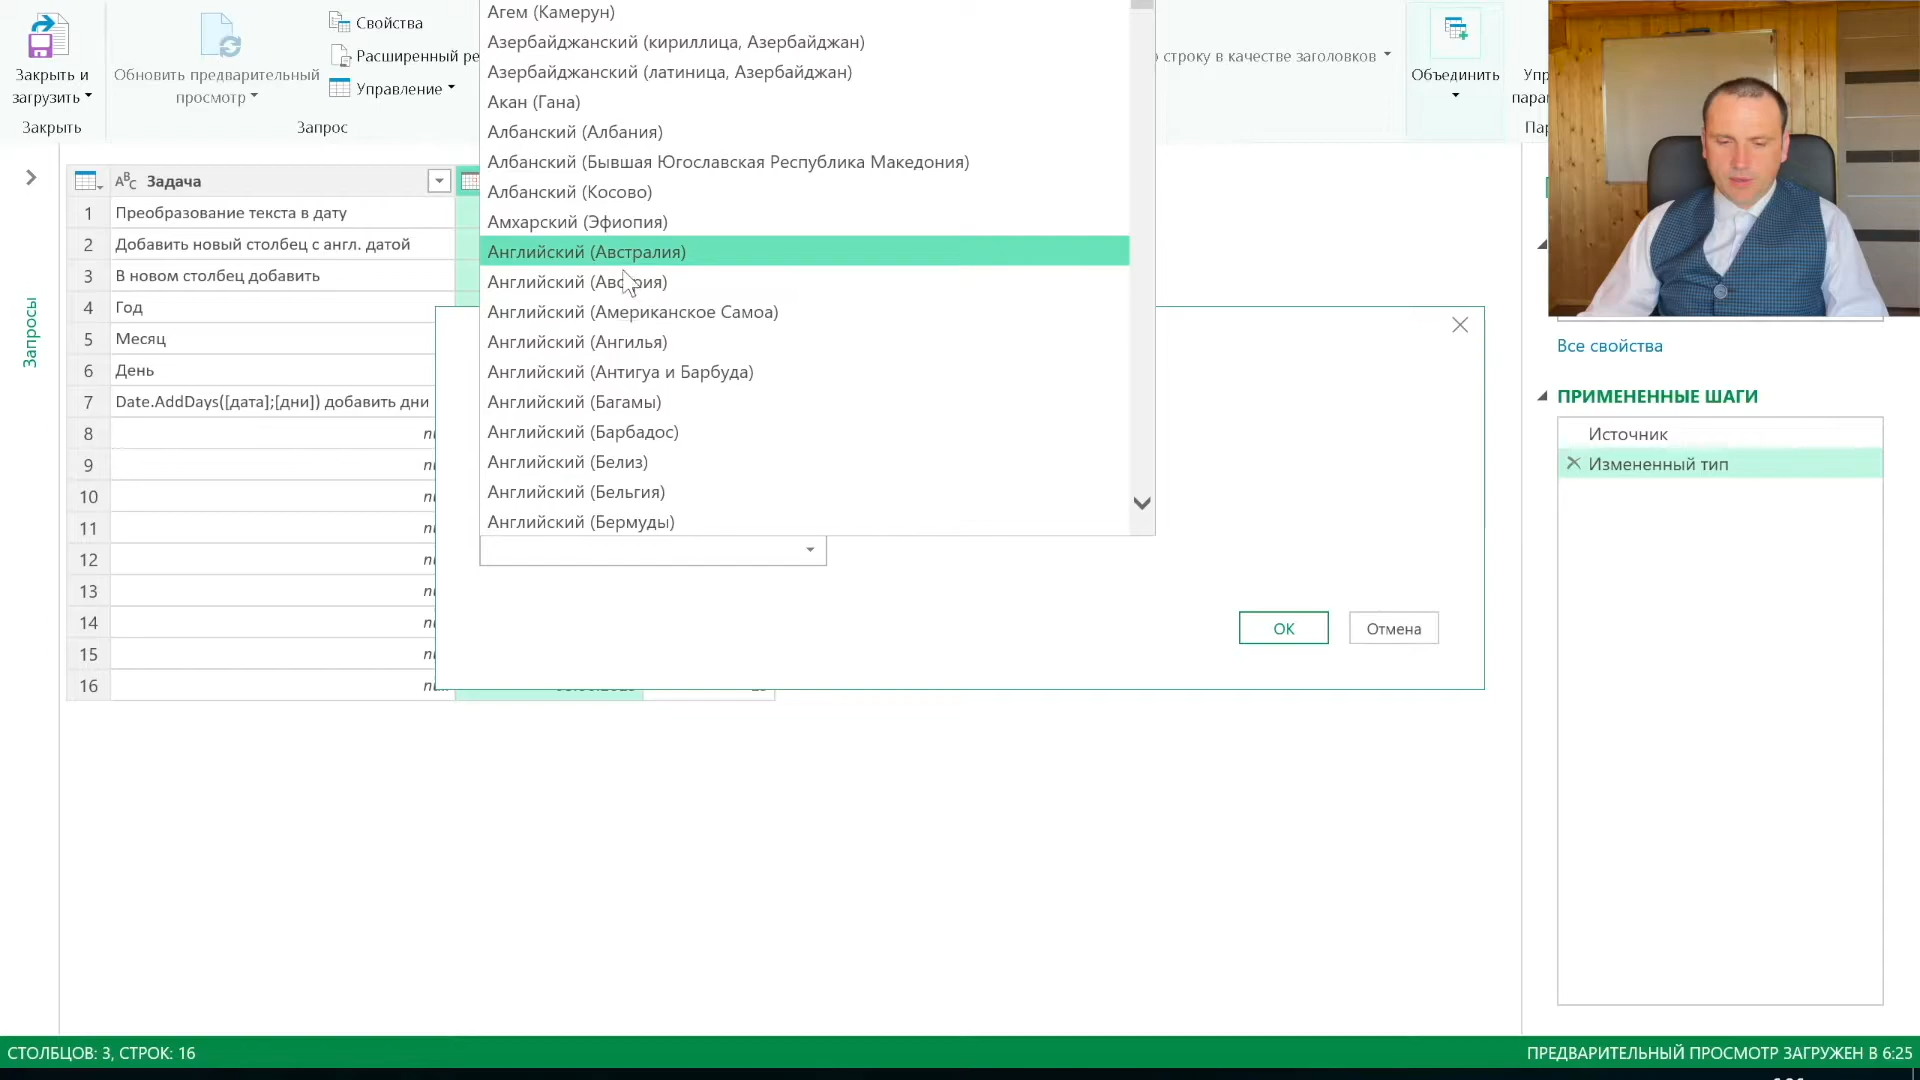 Закрыть и
загрузить
Закрыть
Обновить предварительный
просмотр
Свойства
Расширенный ре
Управление
Запрос
строку в качестве заголовков
Объединить
Упр
пара
Пар
Запросы
ABC Задача
1 Преобразование текста в дату
2 Добавить новый столбец с англ. датой
3 В новом столбец добавить
4 Год
5 Месяц
6 День
7 Date.AddDays([дата];[дни]) добавить дни
8
9
10
11
12
13
14
15
16
Агем (Камерун)
Азербайджанский (кириллица, Азербайджан)
Азербайджанский (латиница, Азербайджан)
Акан (Гана)
Албанский (Албания)
Албанский (Бывшая Югославская Республика Македония)
Албанский (Косово)
Амхарский (Эфиопия)
Английский (Австралия)
Английский (Австрия)
Английский (Американское Самоа)
Английский (Ангилья)
Английский (Антигуа и Барбуда)
Английский (Багамы)
Английский (Барбадос)
Английский (Белиз)
Английский (Бельгия)
Английский (Бермуды)
ОК
Отмена
Все свойства
ПРИМЕНЕННЫЕ ШАГИ
Источник
Измененный тип
СТОЛБЦОВ: 3, СТРОК: 16
ПРЕДВАРИТЕЛЬНЫЙ ПРОСМОТР ЗАГРУЖЕН В 6:25